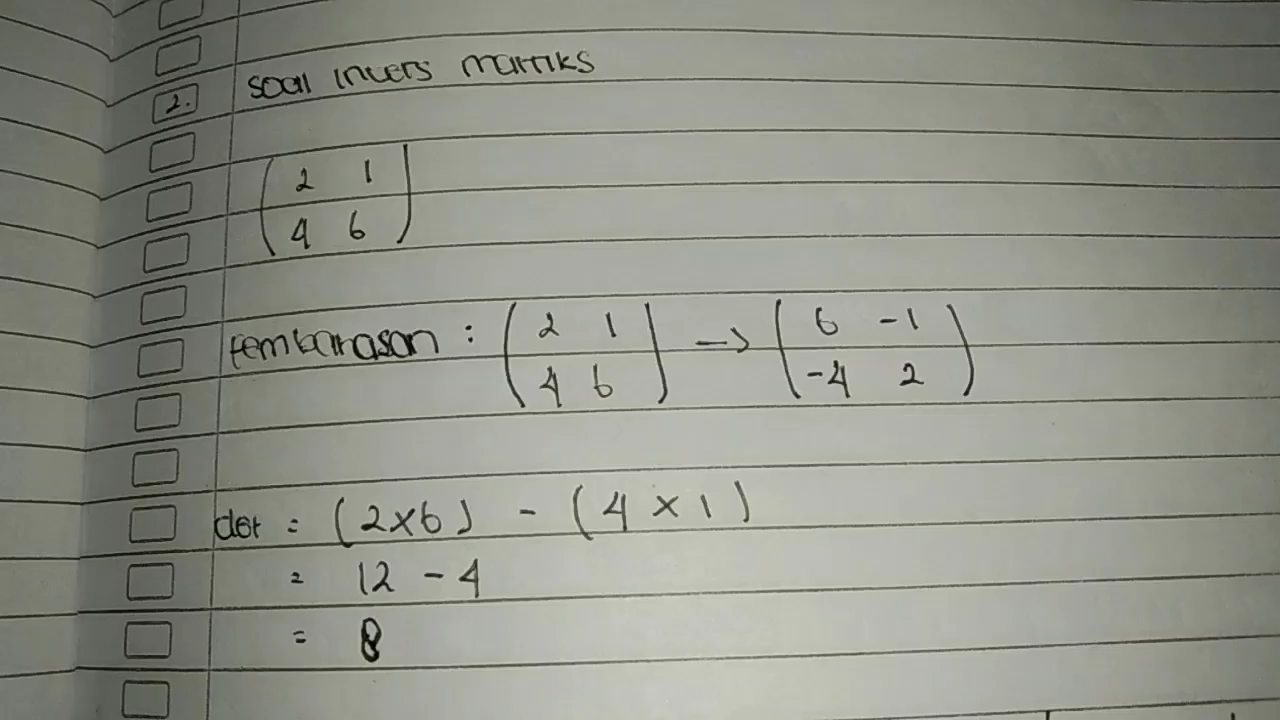 2. soal invers matriks
( 2 1 )
( 4 6 )
Pembahasan : ( 2 1 ) -> ( 6 -1 )
( 4 6 ) ( -4 2 )
det = (2x6) - (4 x 1)
= 12 - 4
= 8